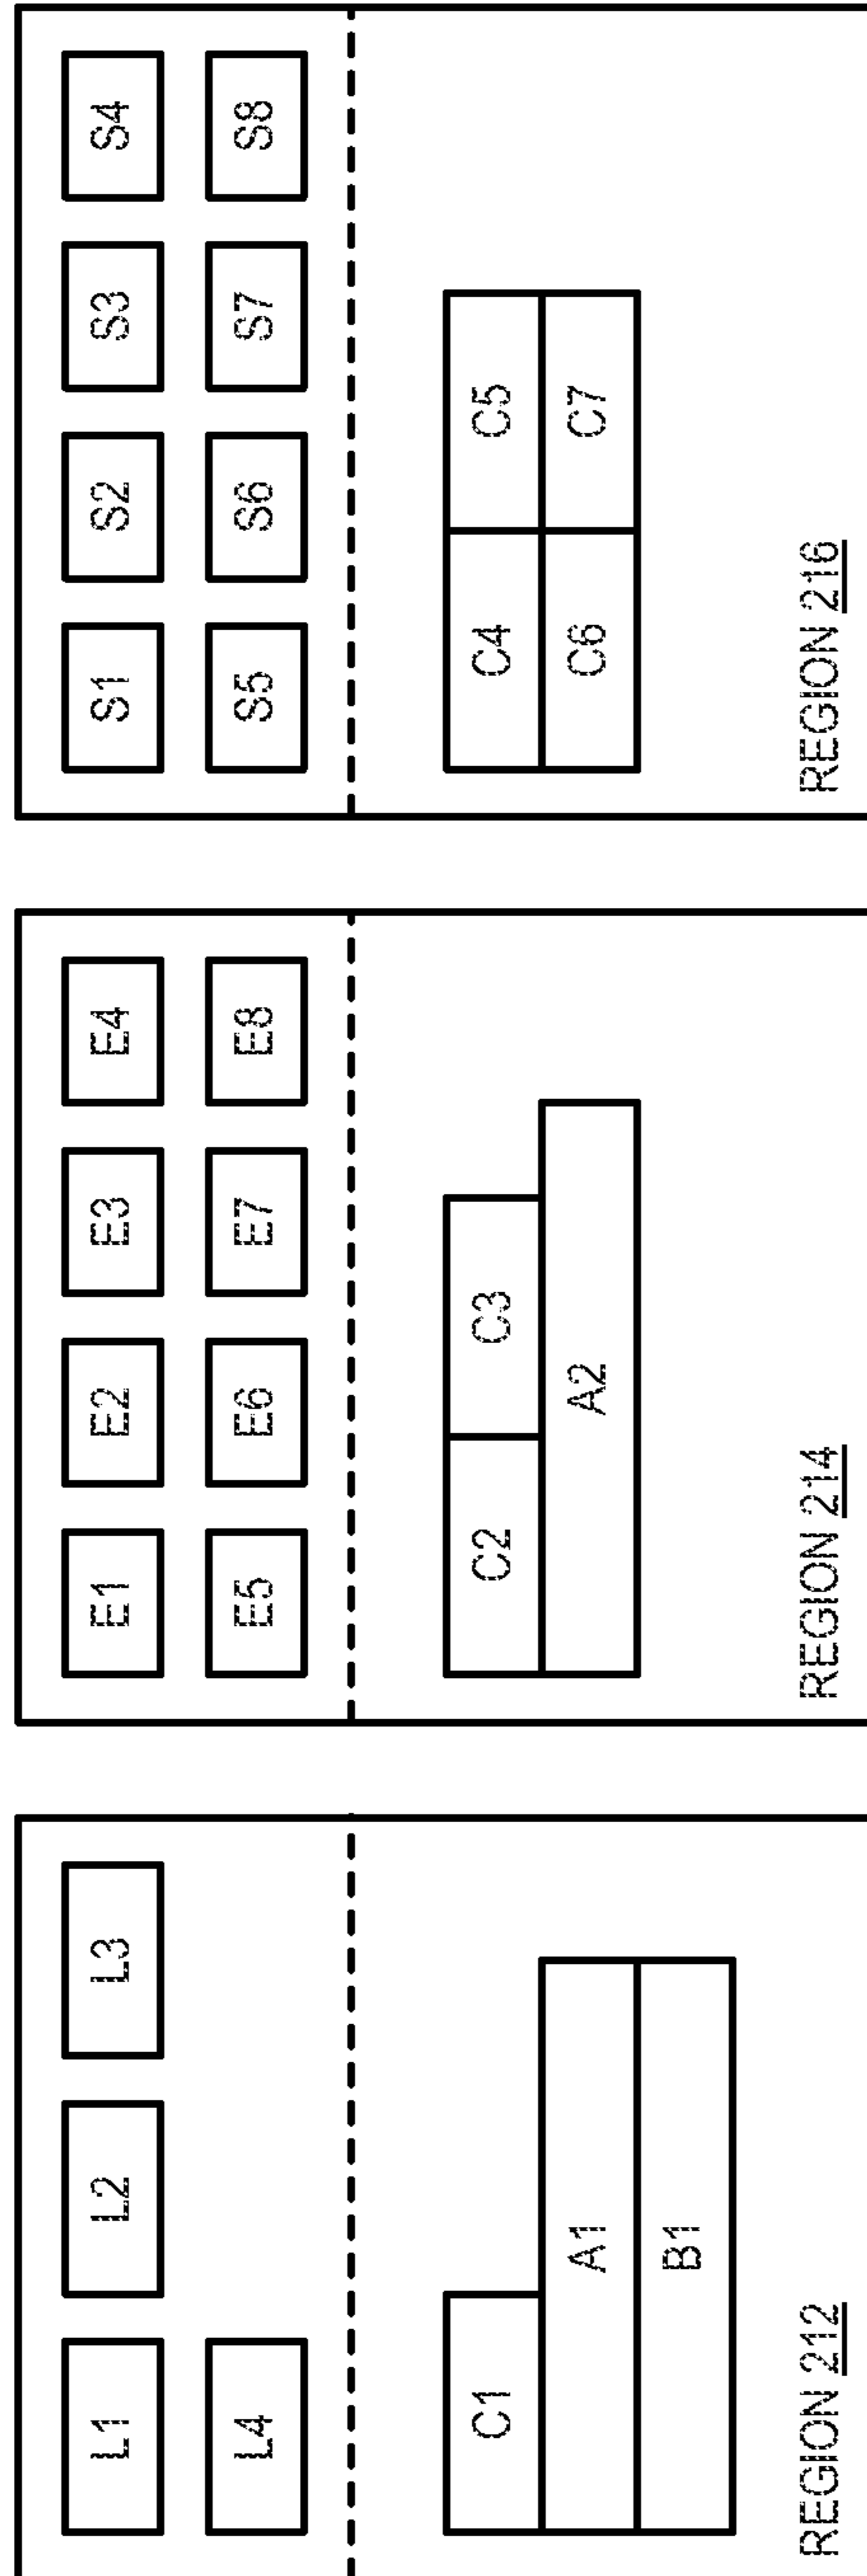 L1 L2 L3
L4
C1
A1
B1
REGION 212
E1 E2 E3 E4
E5 E6 E7 E8
C2 C3
A2
REGION 214
S1 S2 S3 S4
S5 S6 S7 S8
C4 C5
C6 C7
REGION 216